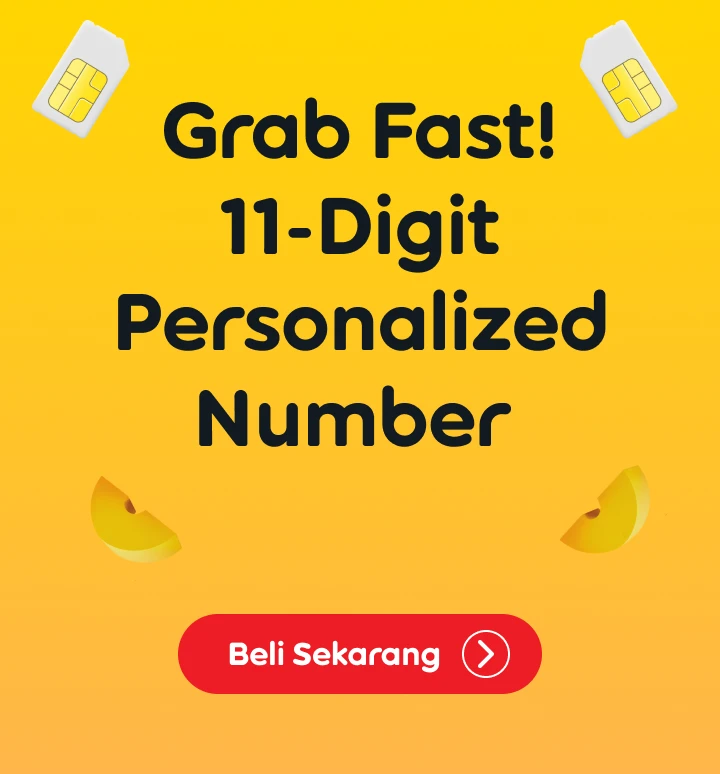 Grab Fast!
11-Digit
Personalized
Number
Beli Sekarang